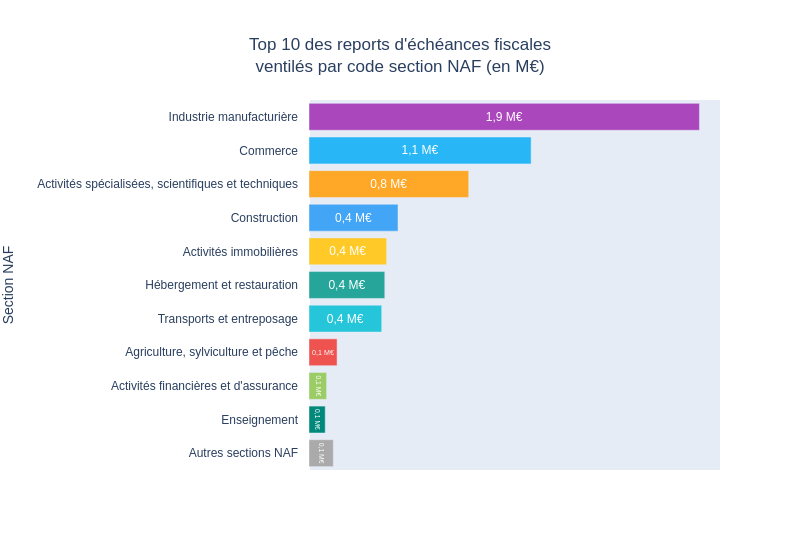 Top 10 des reports d'échéances fiscales
ventilés par code section NAF (en M€)
Section NAF
Industrie manufacturière 1,9 M€
Commerce 1,1 M€
Activités spécialisées, scientifiques et techniques 0,8 M€
Construction 0,4 M€
Activités immobilières 0,4 M€
Hébergement et restauration 0,4 M€
Transports et entreposage 0,4 M€
Agriculture, sylviculture et pêche 0,1 M€
Activités financières et d'assurance 0,1 M€
Enseignement 0,1 M€
Autres sections NAF 0,1 M€